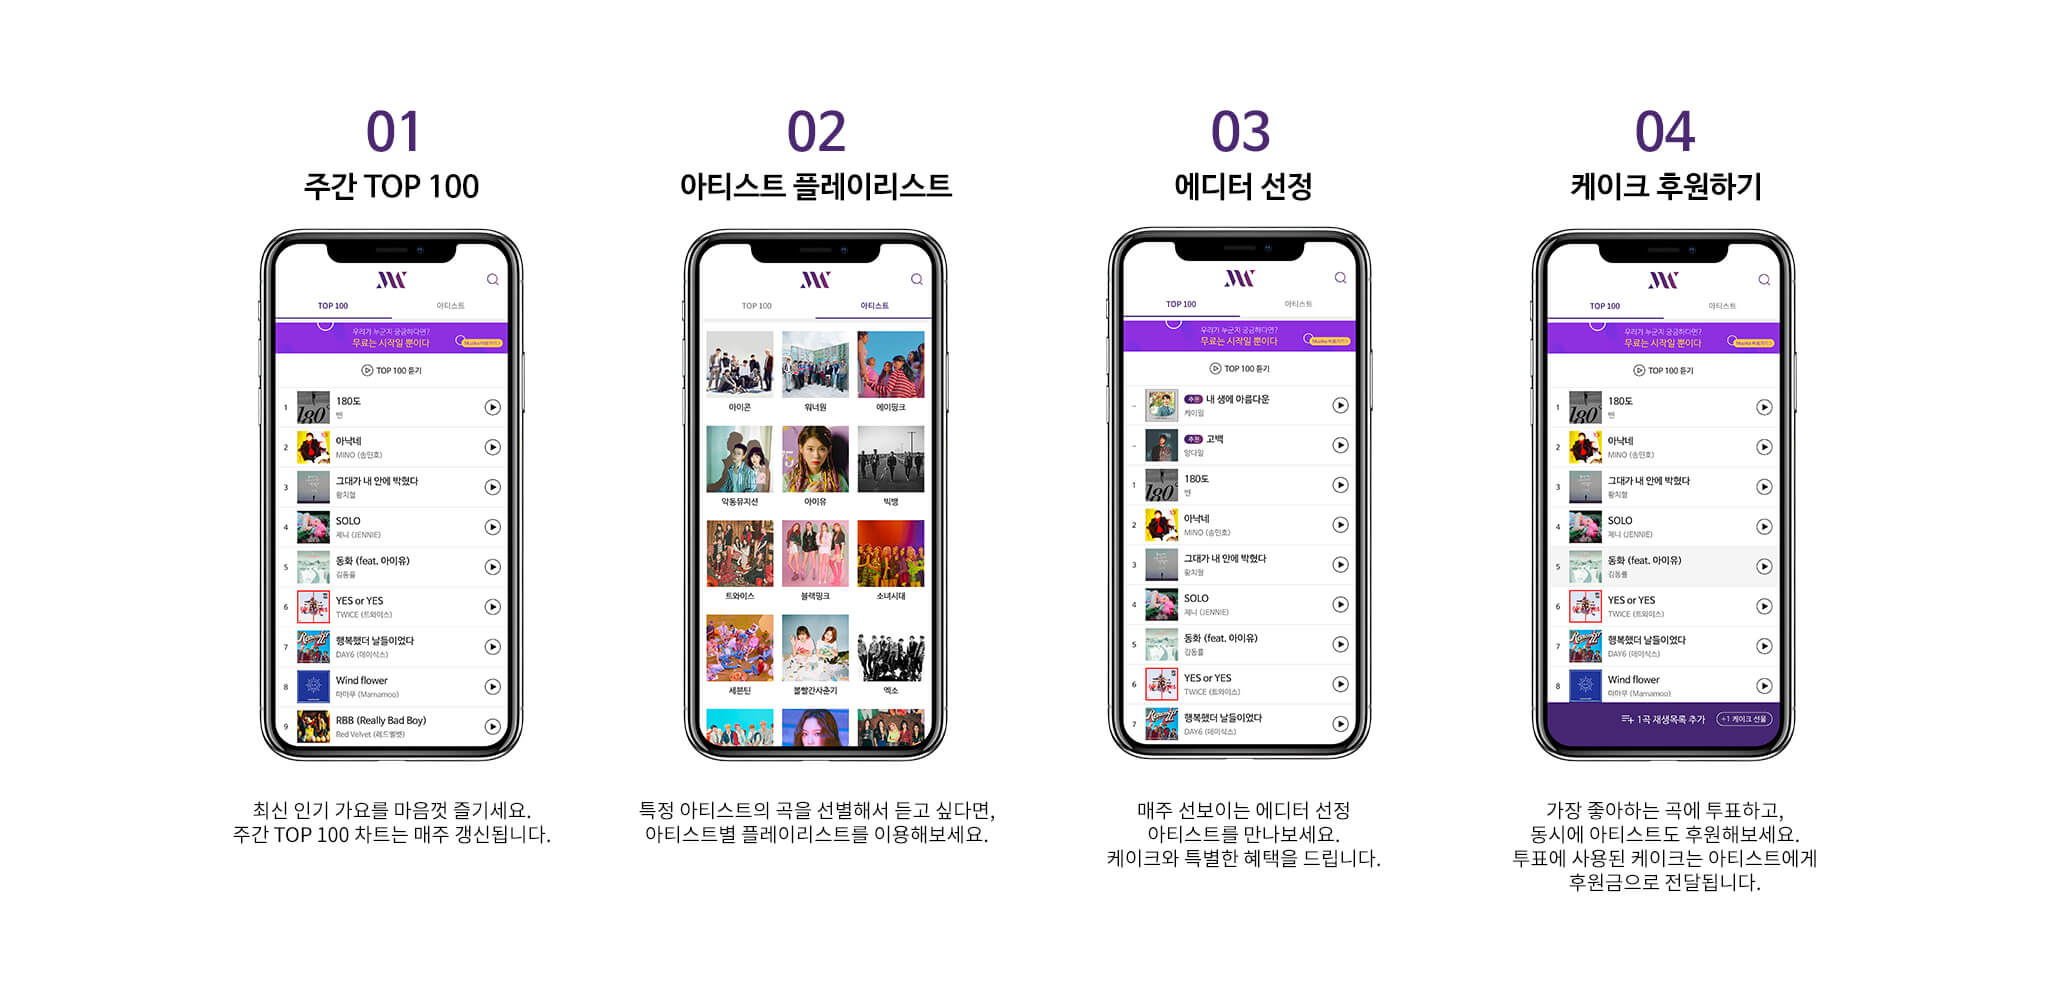 01
주간 TOP 100
TOP 100
아티스트
우리가 누군지 궁금하다면?
무료는 시작일 뿐이다
TOP 100 듣기
1
180도
벤
2
아낙네
MINO (송민호)
3
그대가 내 안에 박혔다
황치열
4
SOLO
제니 (JENNIE)
5
동화 (feat. 아이유)
김동률
6
YES or YES
TWICE (트와이스)
7
행복했던 날들이었다
DAY6 (데이식스)
8
Wind flower
마마무 (Mamamoo)
9
RBB (Really Bad Boy)
Red Velvet (레드벨벳)
최신 인기 가요를 마음껏 즐기세요.
주간 TOP 100 차트는 매주 갱신됩니다.
02
아티스트 플레이리스트
TOP 100
아티스트
아이콘
워너원
에이핑크
악동뮤지션
아이유
빅뱅
트와이스
블랙핑크
소녀시대
세븐틴
볼빨간사춘기
엑소
특정 아티스트의 곡을 선별해서 듣고 싶다면,
아티스트별 플레이리스트를 이용해보세요.
03
에디터 선정
TOP 100
아티스트
우리가 누군지 궁금하다면?
무료는 시작일 뿐이다
TOP 100 듣기
추천 내 생에 아름다운
케이윌
추천 고백
양다일
1
180도
벤
2
아낙네
MINO (송민호)
3
그대가 내 안에 박혔다
황치열
4
SOLO
제니 (JENNIE)
5
동화 (feat. 아이유)
김동률
6
YES or YES
TWICE (트와이스)
7
행복했던 날들이었다
DAY6 (데이식스)
매주 선보이는 에디터 선정
아티스트를 만나보세요.
케이크와 특별한 혜택을 드립니다.
04
케이크 후원하기
TOP 100
아티스트
우리가 누군지 궁금하다면?
무료는 시작일 뿐이다
TOP 100 듣기
1
180도
벤
2
아낙네
MINO (송민호)
3
그대가 내 안에 박혔다
황치열
4
SOLO
제니 (JENNIE)
5
동화 (feat. 아이유)
김동률
6
YES or YES
TWICE (트와이스)
7
행복했던 날들이었다
DAY6 (데이식스)
8
Wind flower
마마무 (Mamamoo)
1곡 재생목록 추가
+1 케이크 선물
가장 좋아하는 곡에 투표하고,
동시에 아티스트도 후원해보세요.
투표에 사용된 케이크는 아티스트에게
후원금으로 전달됩니다.